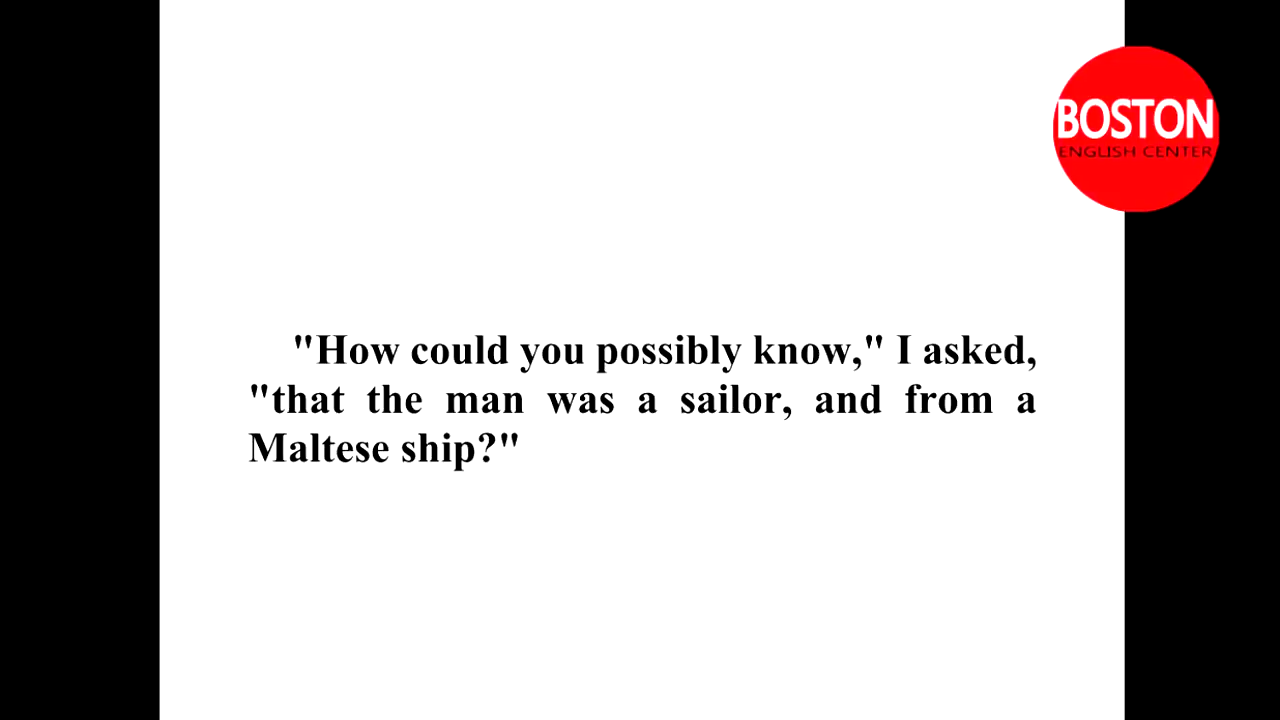 BOSTON
ENGLISH CENTER
"How could you possibly know," I asked,
"that the man was a sailor, and from a
Maltese ship?"